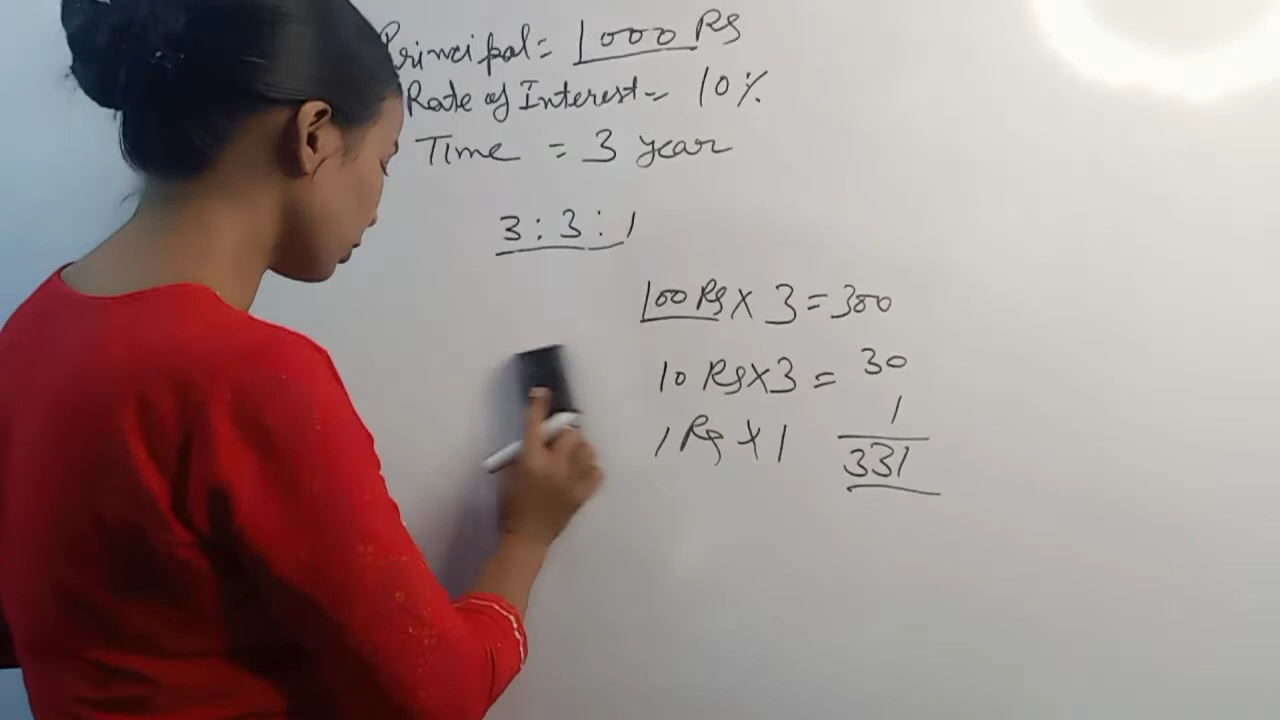 Principal = 1000 Rs
Rate of Interest = 10%
Time = 3 year
3 : 3 : 1
100 Rs × 3 = 300
10 Rs × 3 = 30
1 Rs × 1 1
331